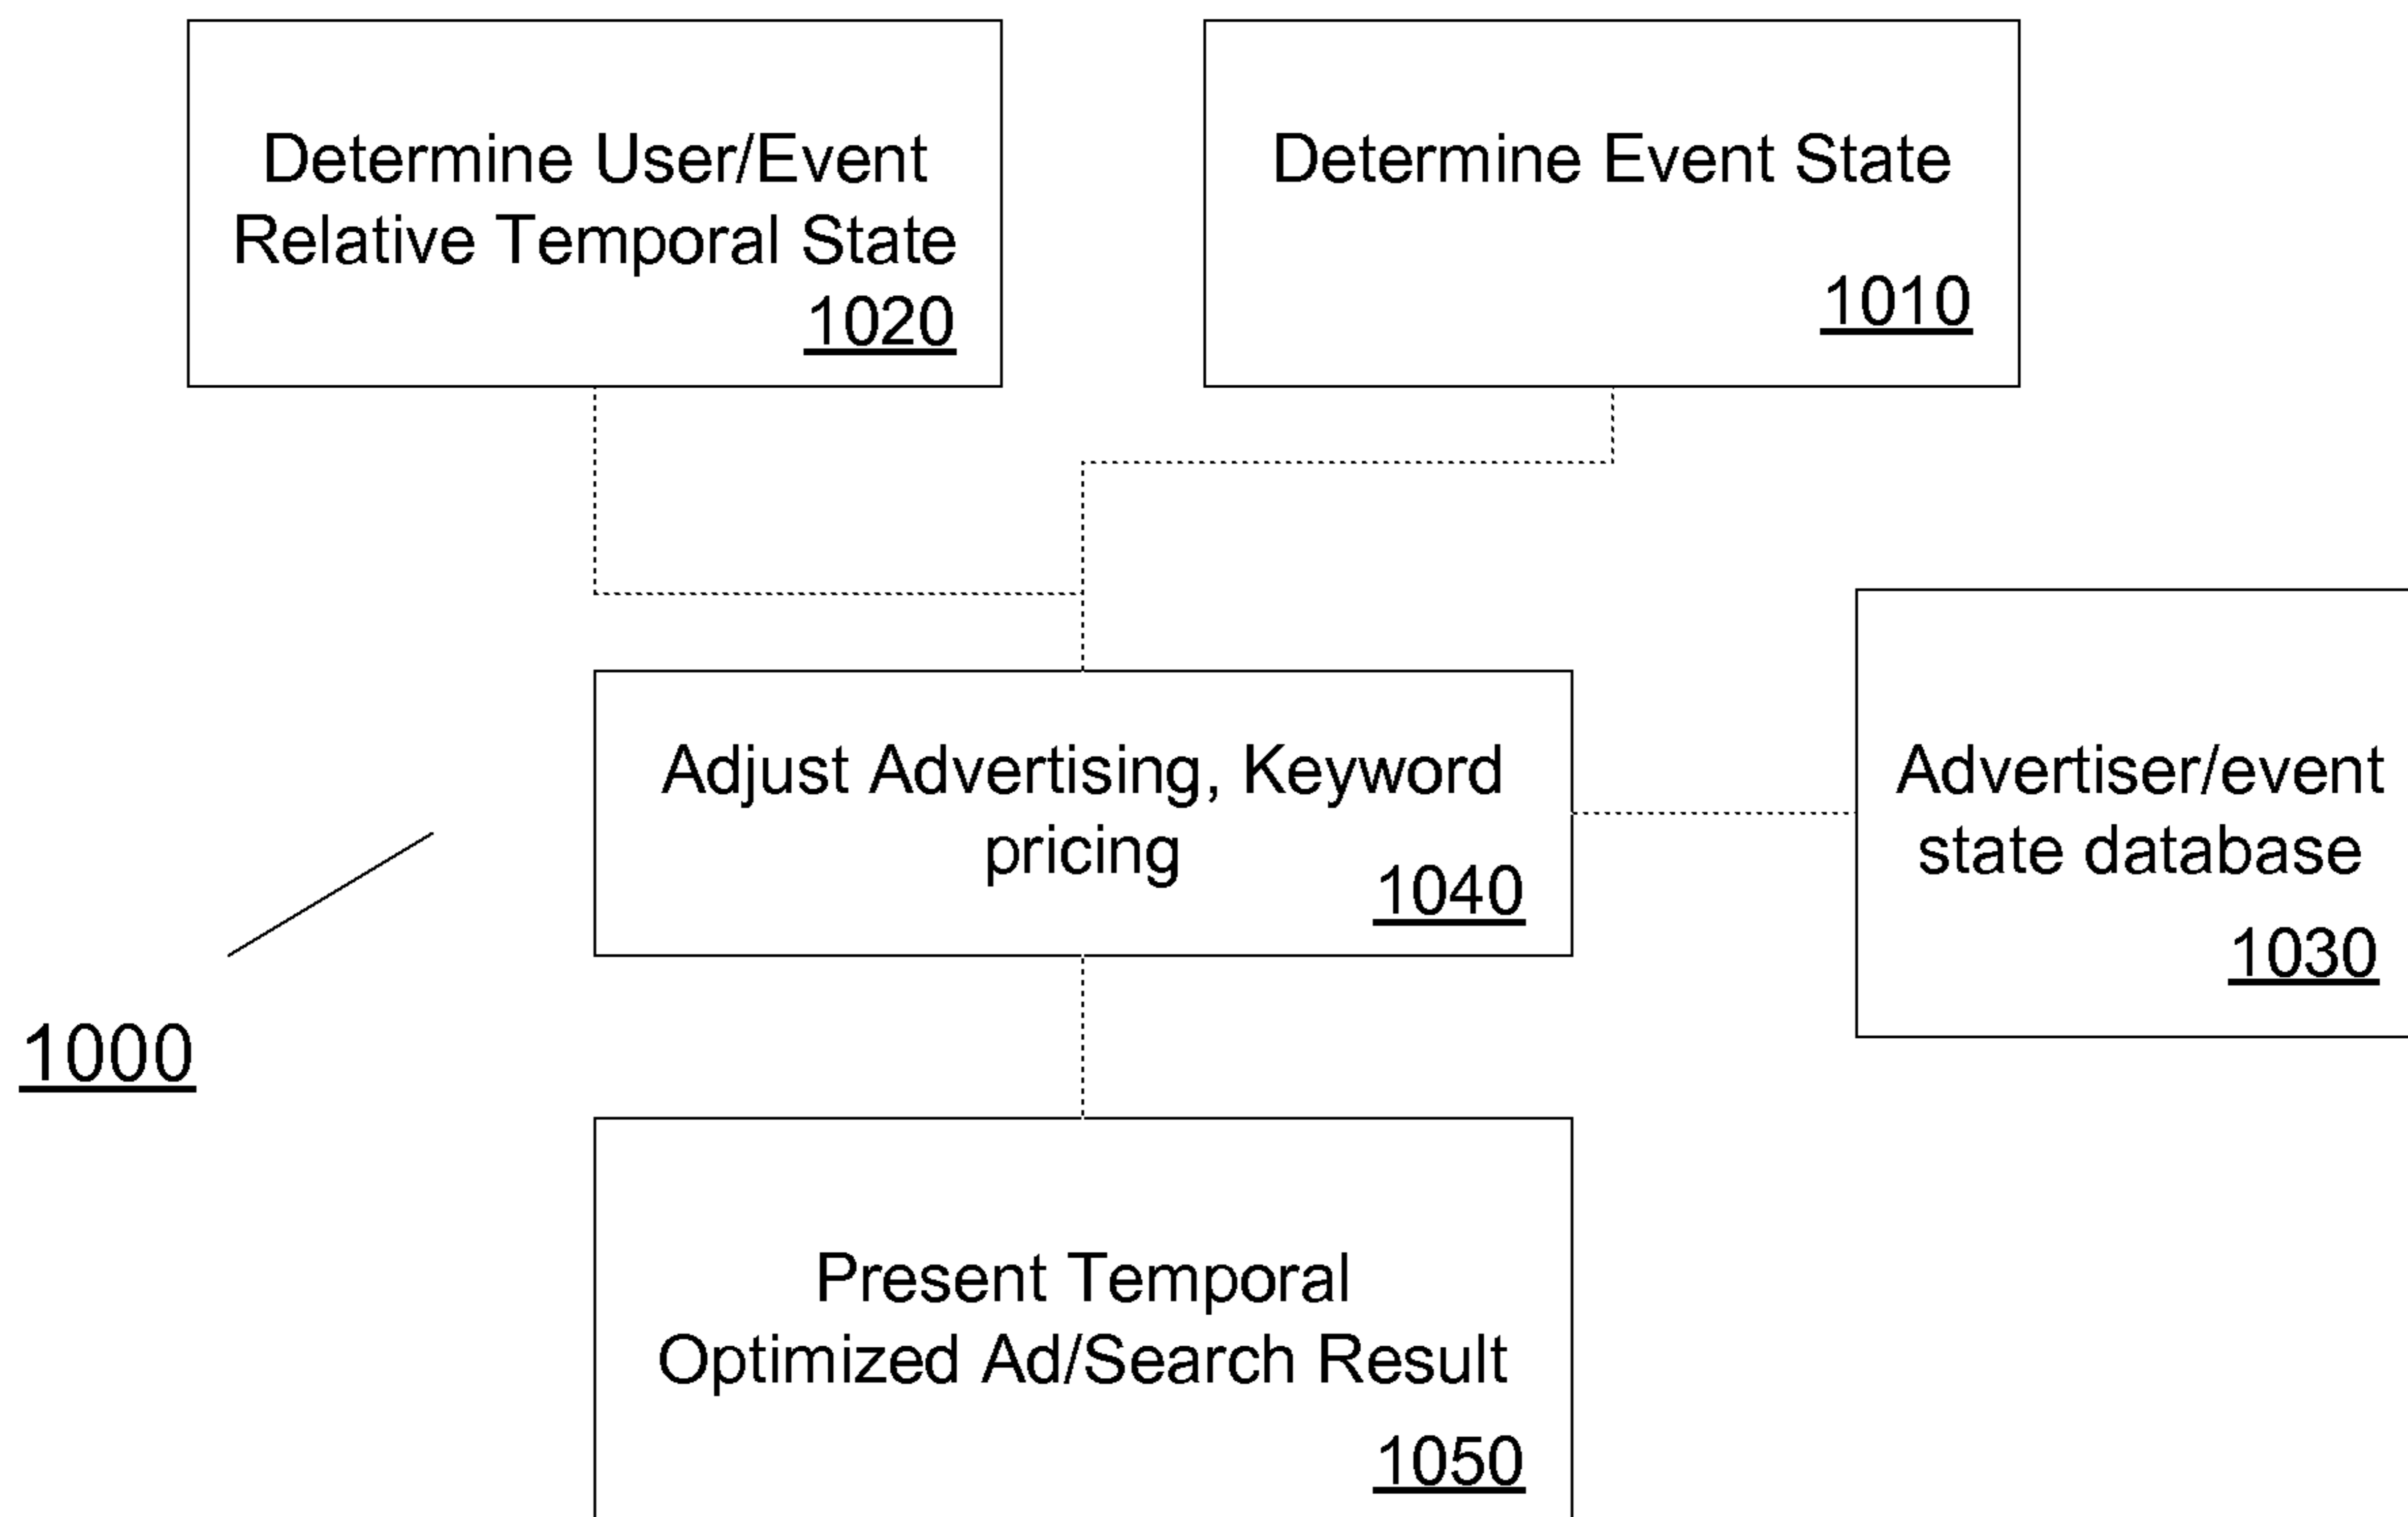 Determine User/Event
Relative Temporal State
1020
Determine Event State
1010
Adjust Advertising, Keyword
pricing
1040
Advertiser/event
state database
1030
1000
Present Temporal
Optimized Ad/Search Result
1050